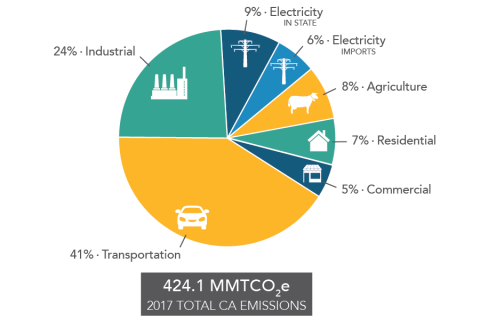 9% · Electricity
IN STATE
6% · Electricity
IMPORTS
24% · Industrial
8% · Agriculture
7% · Residential
5% · Commercial
41% · Transportation
424.1 MMTCO2e
2017 TOTAL CA EMISSIONS